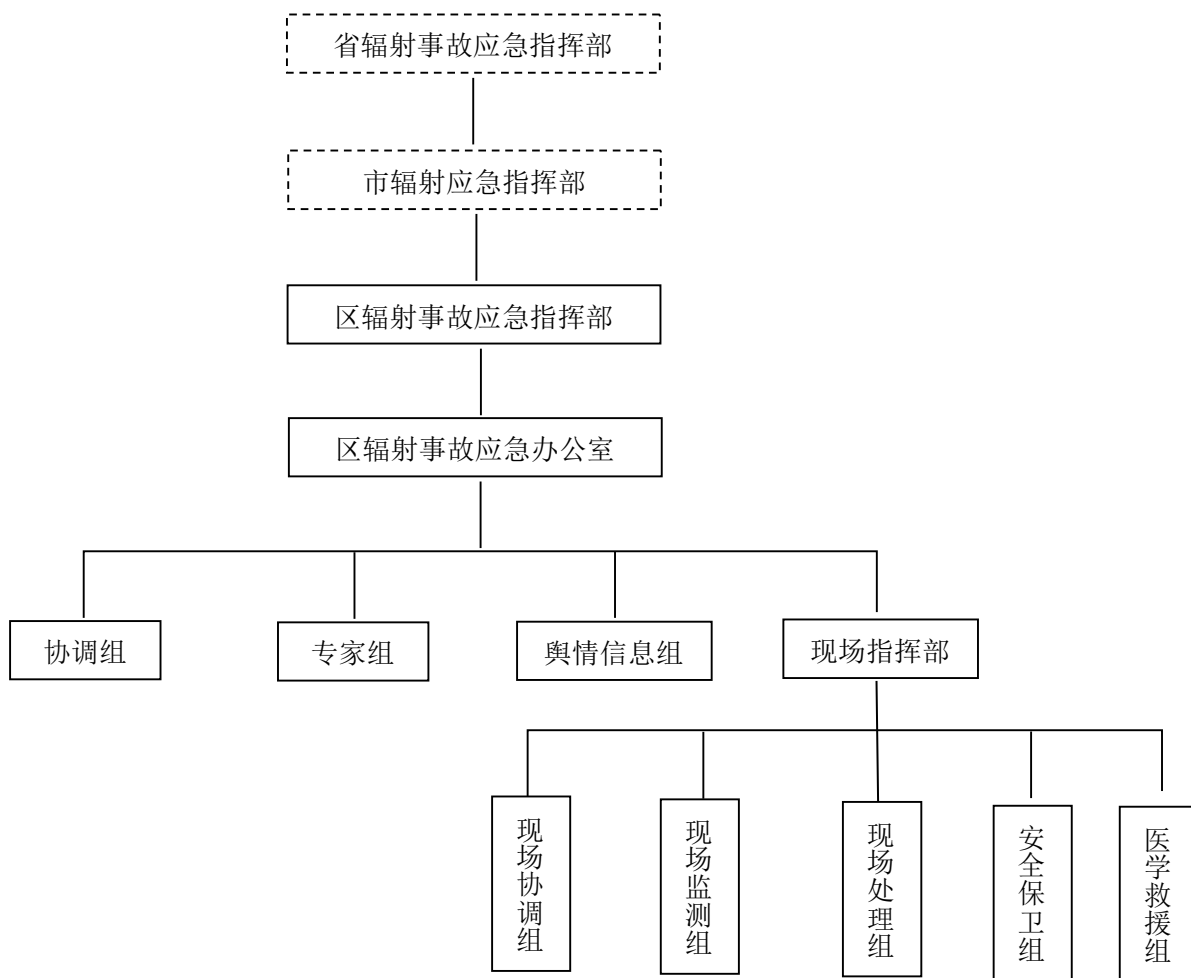 省辐射事故应急指挥部
市辐射应急指挥部
区辐射事故应急指挥部
区辐射事故应急办公室
协调组
专家组
舆情信息组
现场指挥部
现场协调组
现场监测组
现场处理组
安全保卫组
医学救援组